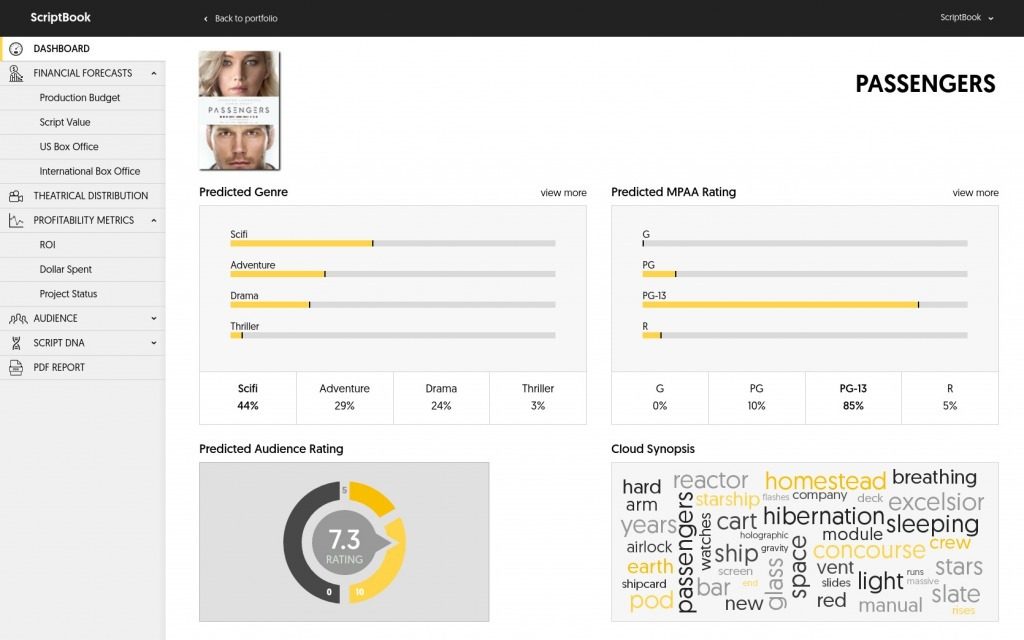 ScriptBook
Back to portfolio
ScriptBook
DASHBOARD
FINANCIAL FORECASTS
Production Budget
Script Value
US Box Office
International Box Office
THEATRICAL DISTRIBUTION
PROFITABILITY METRICS
ROI
Dollar Spent
Project Status
AUDIENCE
SCRIPT DNA
PDF REPORT
PASSENGERS
PASSENGERS
Predicted Genre
view more
Scifi
Adventure
Drama
Thriller
Scifi Adventure Drama Thriller
44% 29% 24% 3%
Predicted MPAA Rating
view more
G
PG
PG-13
R
G PG PG-13 R
0% 10% 85% 5%
Predicted Audience Rating
5
7.3
RATING
0 10
Cloud Synopsis
hard
reactor
homestead
breathing
arm
passengers
starship
flashes
company
deck
excelsior
years
watches
cart
hibernation
sleeping
holographic
module
airlock
ship
gravity
space
concourse
crew
earth
screen
glass
vent
stars
shipcard
bar
end
slides
light
runs
massive
pod
new
red
manual
slate
rises